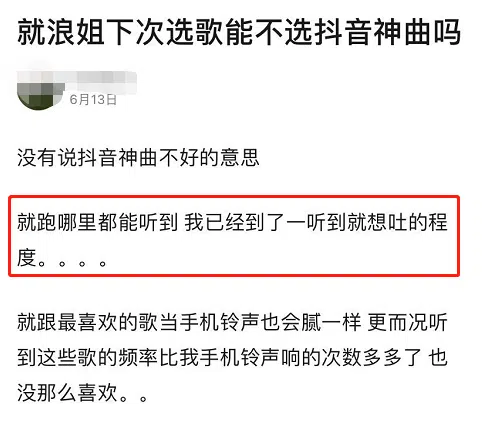 就浪姐下次选歌能不选抖音神曲吗
6月13日
没有说抖音神曲不好的意思
就跑哪里都能听到 我已经到了一听到就想吐的程
度。。。。
就跟最喜欢的歌当手机铃声也会腻一样 更而况听
到这些歌的频率比我手机铃声响的次数多多了 也
没那么喜欢。。